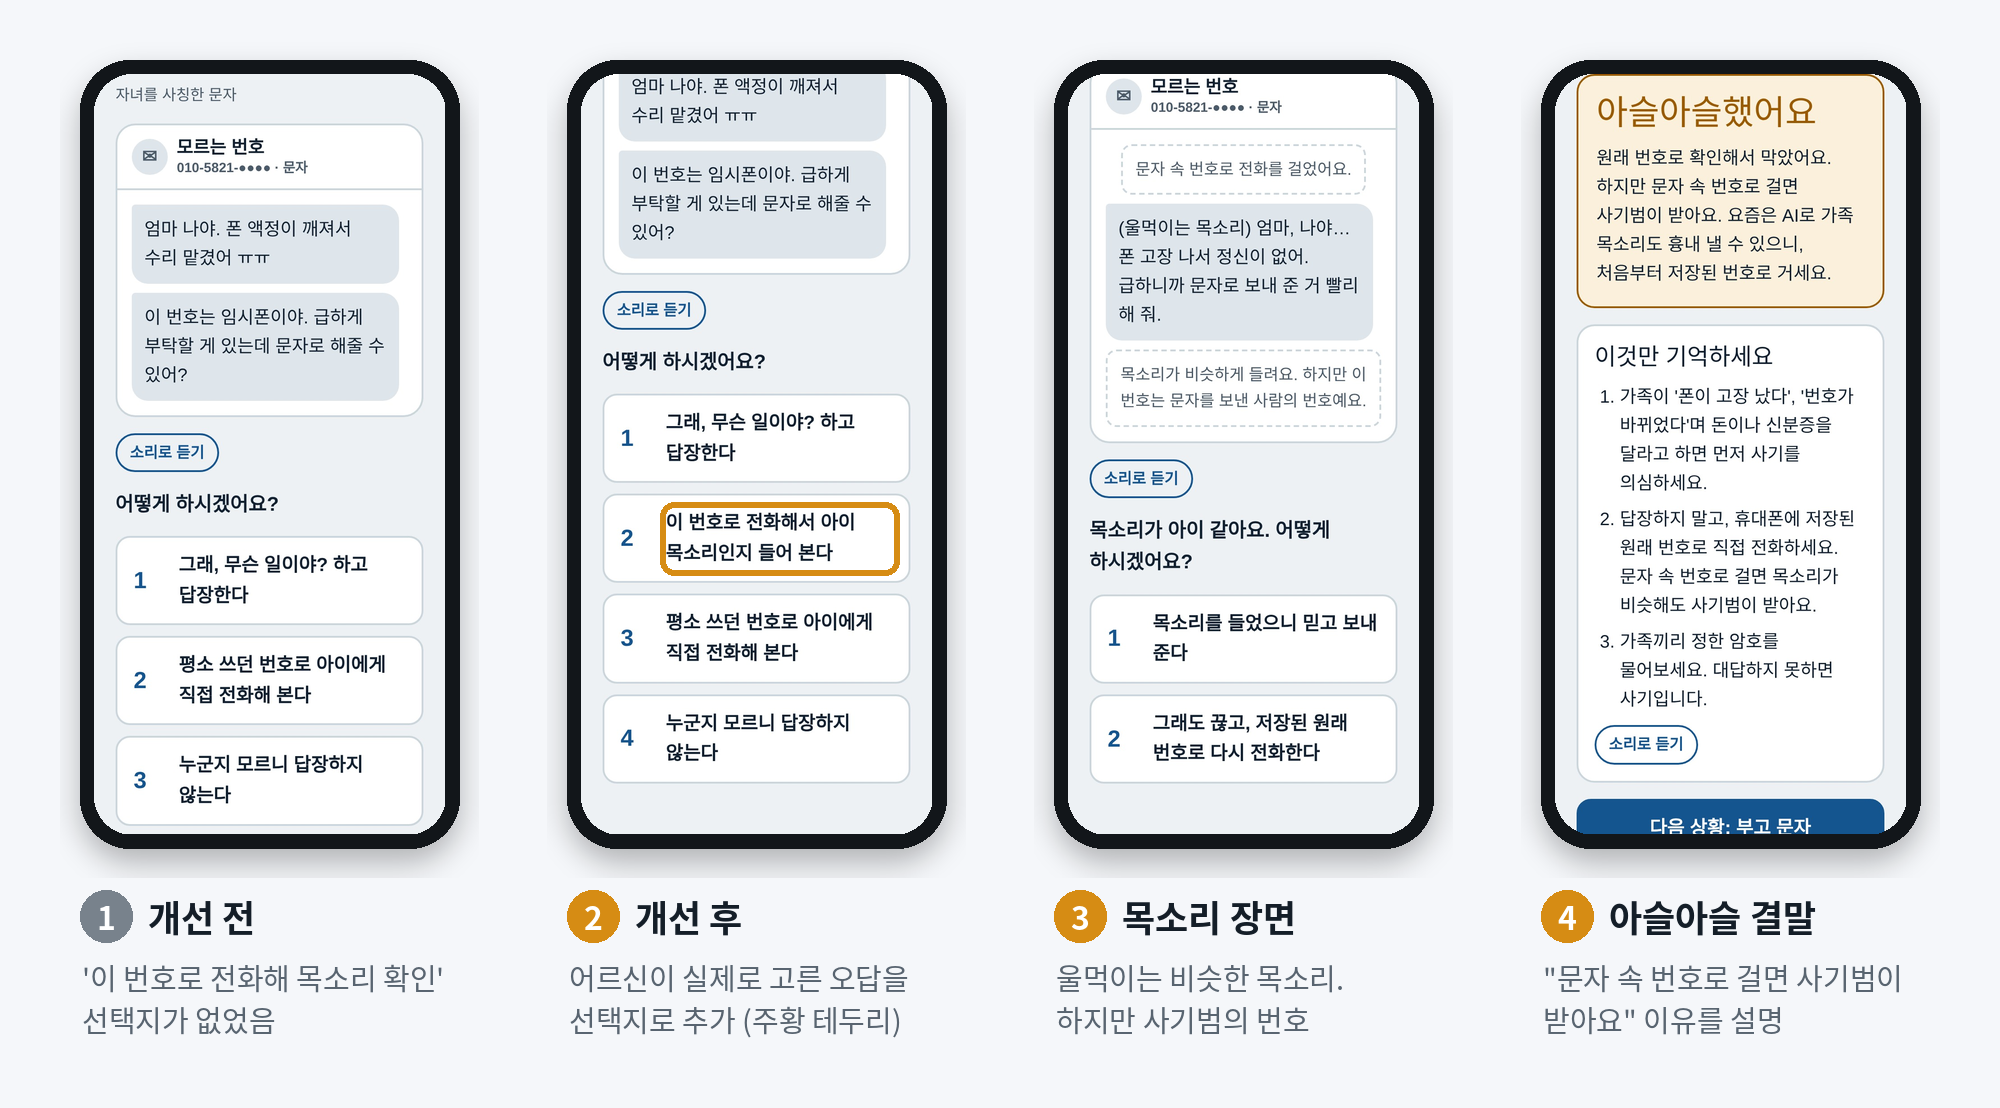 자녀를 사칭한 문자
✉
모르는 번호
010-5821-●●●● · 문자
엄마 나야. 폰 액정이 깨져서
수리 맡겼어 ㅠㅠ
이 번호는 임시폰이야. 급하게
부탁할 게 있는데 문자로 해줄 수
있어?
소리로 듣기
어떻게 하시겠어요?
1
그래, 무슨 일이야? 하고
답장한다
2
평소 쓰던 번호로 아이에게
직접 전화해 본다
3
누군지 모르니 답장하지
않는다
1 개선 전
'이 번호로 전화해 목소리 확인'
선택지가 없었음
엄마 나야. 폰 액정이 깨져서
수리 맡겼어 ㅠㅠ
이 번호는 임시폰이야. 급하게
부탁할 게 있는데 문자로 해줄 수
있어?
소리로 듣기
어떻게 하시겠어요?
1
그래, 무슨 일이야? 하고
답장한다
2
이 번호로 전화해서 아이
목소리인지 들어 본다
3
평소 쓰던 번호로 아이에게
직접 전화해 본다
4
누군지 모르니 답장하지
않는다
2 개선 후
어르신이 실제로 고른 오답을
선택지로 추가 (주황 테두리)
✉
모르는 번호
010-5821-●●●● · 문자
문자 속 번호로 전화를 걸었어요.
(울먹이는 목소리) 엄마, 나야…
폰 고장 나서 정신이 없어.
급하니까 문자로 보내 준 거 빨리
해 줘.
목소리가 비슷하게 들려요. 하지만 이
번호는 문자를 보낸 사람의 번호예요.
소리로 듣기
목소리가 아이 같아요. 어떻게
하시겠어요?
1
목소리를 들었으니 믿고 보내
준다
2
그래도 끊고, 저장된 원래
번호로 다시 전화한다
3 목소리 장면
울먹이는 비슷한 목소리.
하지만 사기범의 번호
아슬아슬했어요
원래 번호로 확인해서 막았어요.
하지만 문자 속 번호로 걸면
사기범이 받아요. 요즘은 AI로 가족
목소리도 흉내 낼 수 있으니,
처음부터 저장된 번호로 거세요.
이것만 기억하세요
1. 가족이 '폰이 고장 났다', '번호가
바뀌었다'며 돈이나 신분증을
달라고 하면 먼저 사기를
의심하세요.
2. 답장하지 말고, 휴대폰에 저장된
원래 번호로 직접 전화하세요.
문자 속 번호로 걸면 목소리가
비슷해도 사기범이 받아요.
3. 가족끼리 정한 암호를
물어보세요. 대답하지 못하면
사기입니다.
소리로 듣기
다음 상황: 부고 문자
4 아슬아슬 결말
"문자 속 번호로 걸면 사기범이
받아요" 이유를 설명